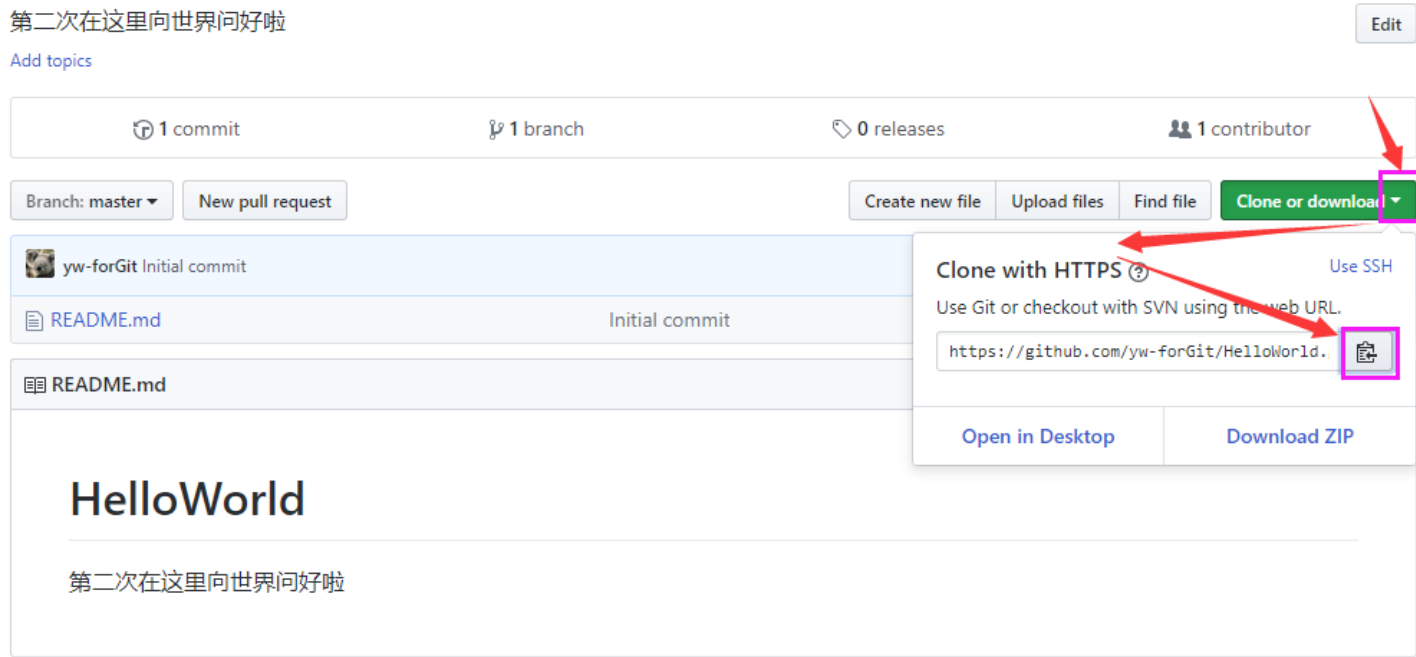 第二次在这里向世界问好啦
Edit
Add topics
1 commit
1 branch
0 releases
1 contributor
Branch: master
New pull request
Create new file
Upload files
Find file
Clone or download
yw-forGit Initial commit
Clone with HTTPS
Use SSH
README.md
Initial commit
Use Git or checkout with SVN using the web URL.
https://github.com/yw-forGit/HelloWorld.
README.md
Open in Desktop
Download ZIP
HelloWorld
第二次在这里向世界问好啦